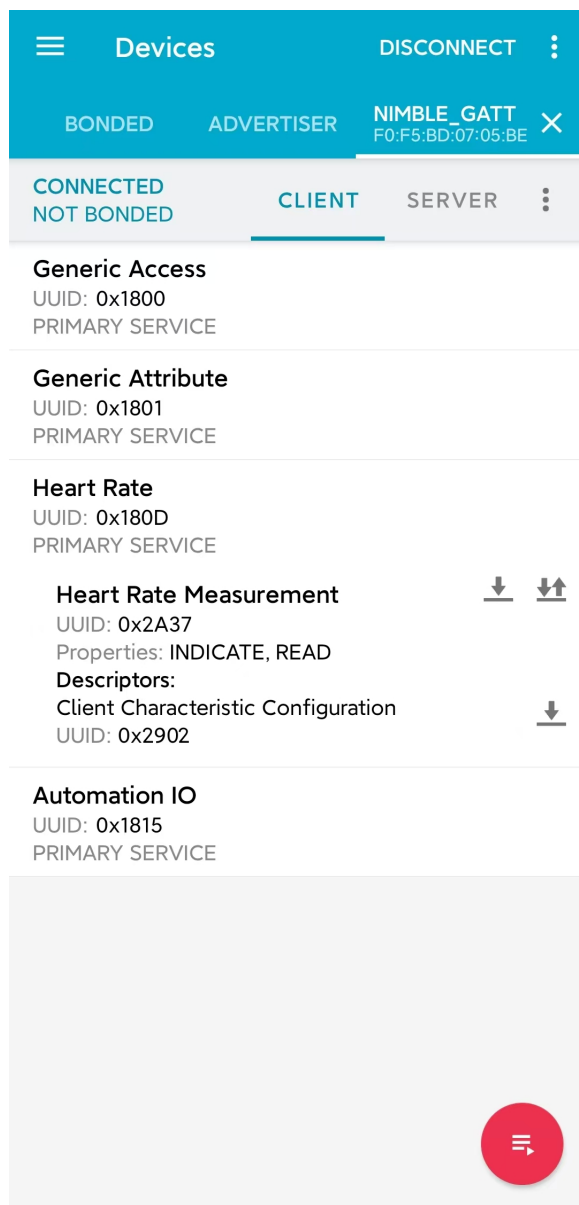 Devices
DISCONNECT
BONDED
ADVERTISER
NIMBLE_GATT
F0:F5:BD:07:05:BE
CONNECTED
NOT BONDED
CLIENT
SERVER
Generic Access
UUID: 0x1800
PRIMARY SERVICE
Generic Attribute
UUID: 0x1801
PRIMARY SERVICE
Heart Rate
UUID: 0x180D
PRIMARY SERVICE
Heart Rate Measurement
UUID: 0x2A37
Properties: INDICATE, READ
Descriptors:
Client Characteristic Configuration
UUID: 0x2902
Automation IO
UUID: 0x1815
PRIMARY SERVICE